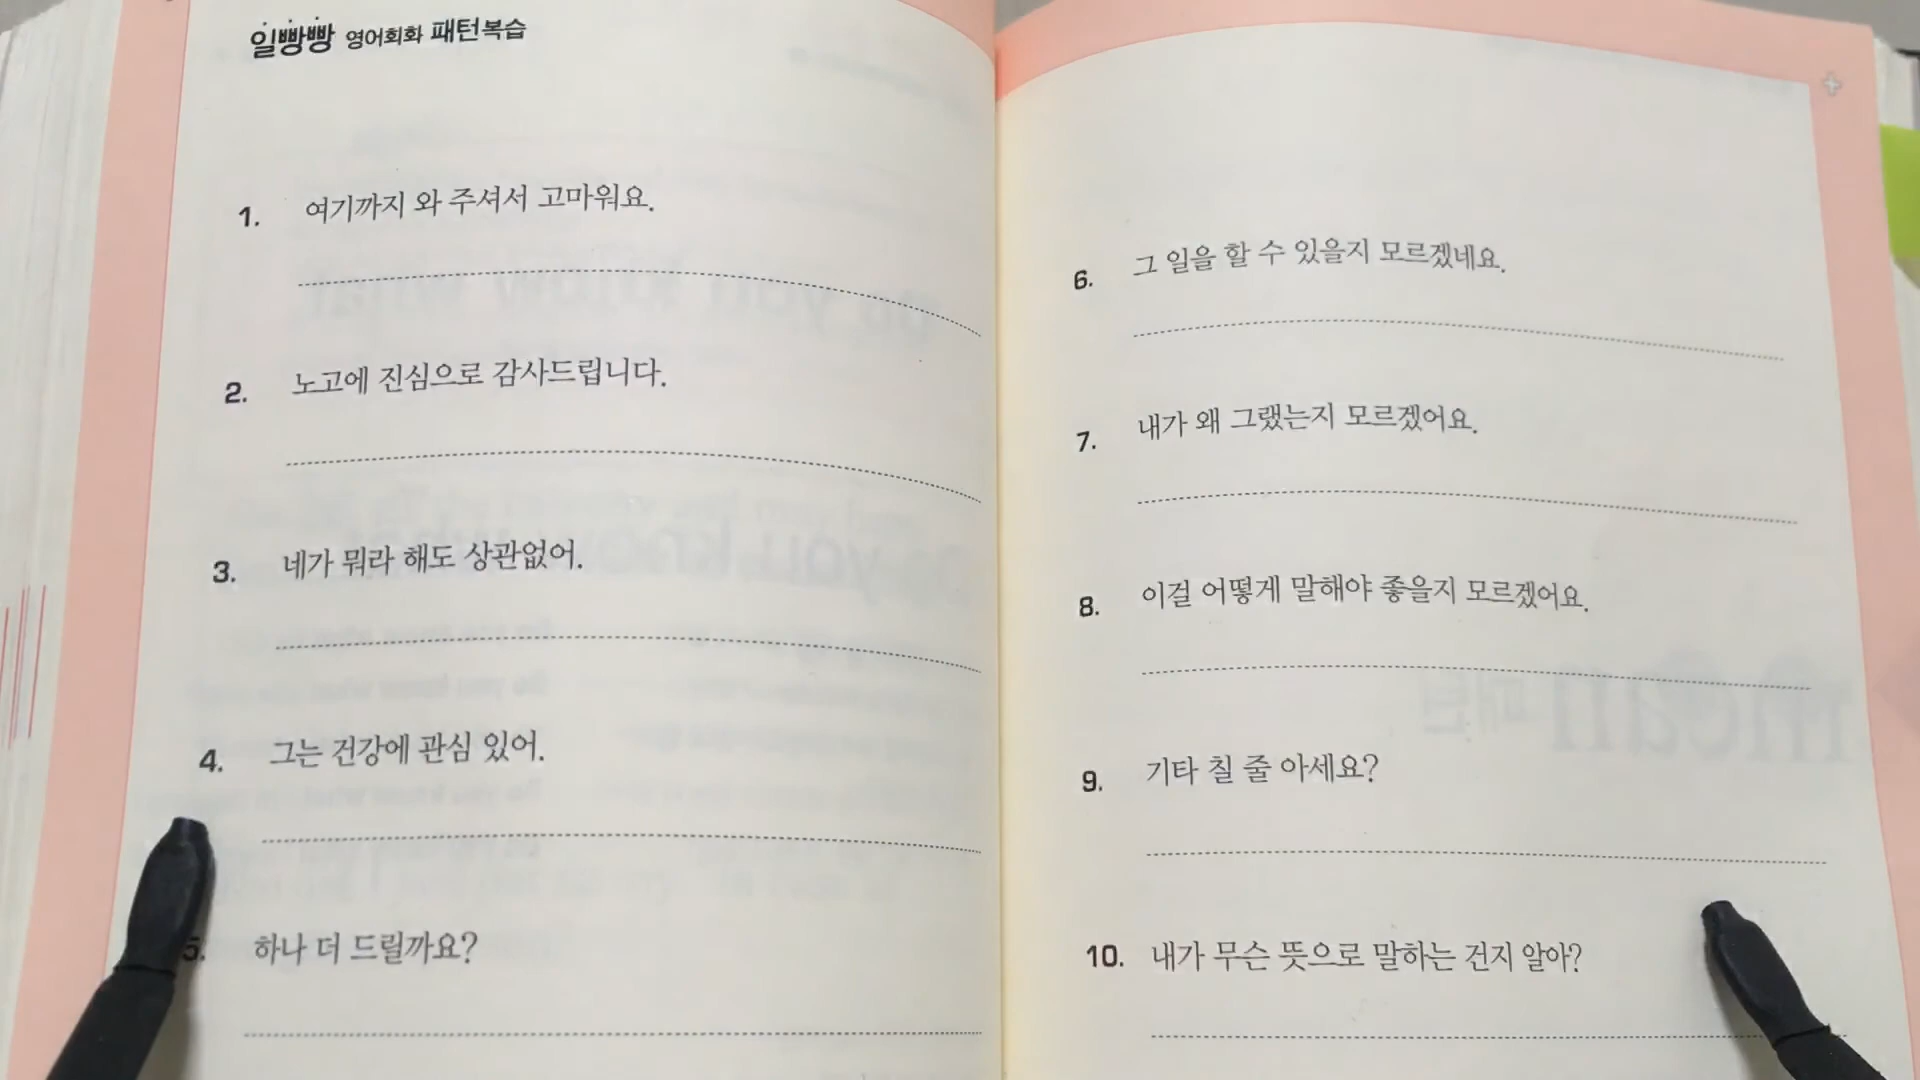 일빵빵 영어회화 패턴복습
1. 여기까지 와 주셔서 고마워요.
2. 노고에 진심으로 감사드립니다.
3. 네가 뭐라 해도 상관없어.
4. 그는 건강에 관심 있어.
5. 하나 더 드릴까요?
6. 그 일을 할 수 있을지 모르겠네요.
7. 내가 왜 그랬는지 모르겠어요.
8. 이걸 어떻게 말해야 좋을지 모르겠어요.
9. 기타 칠 줄 아세요?
10. 내가 무슨 뜻으로 말하는 건지 알아?